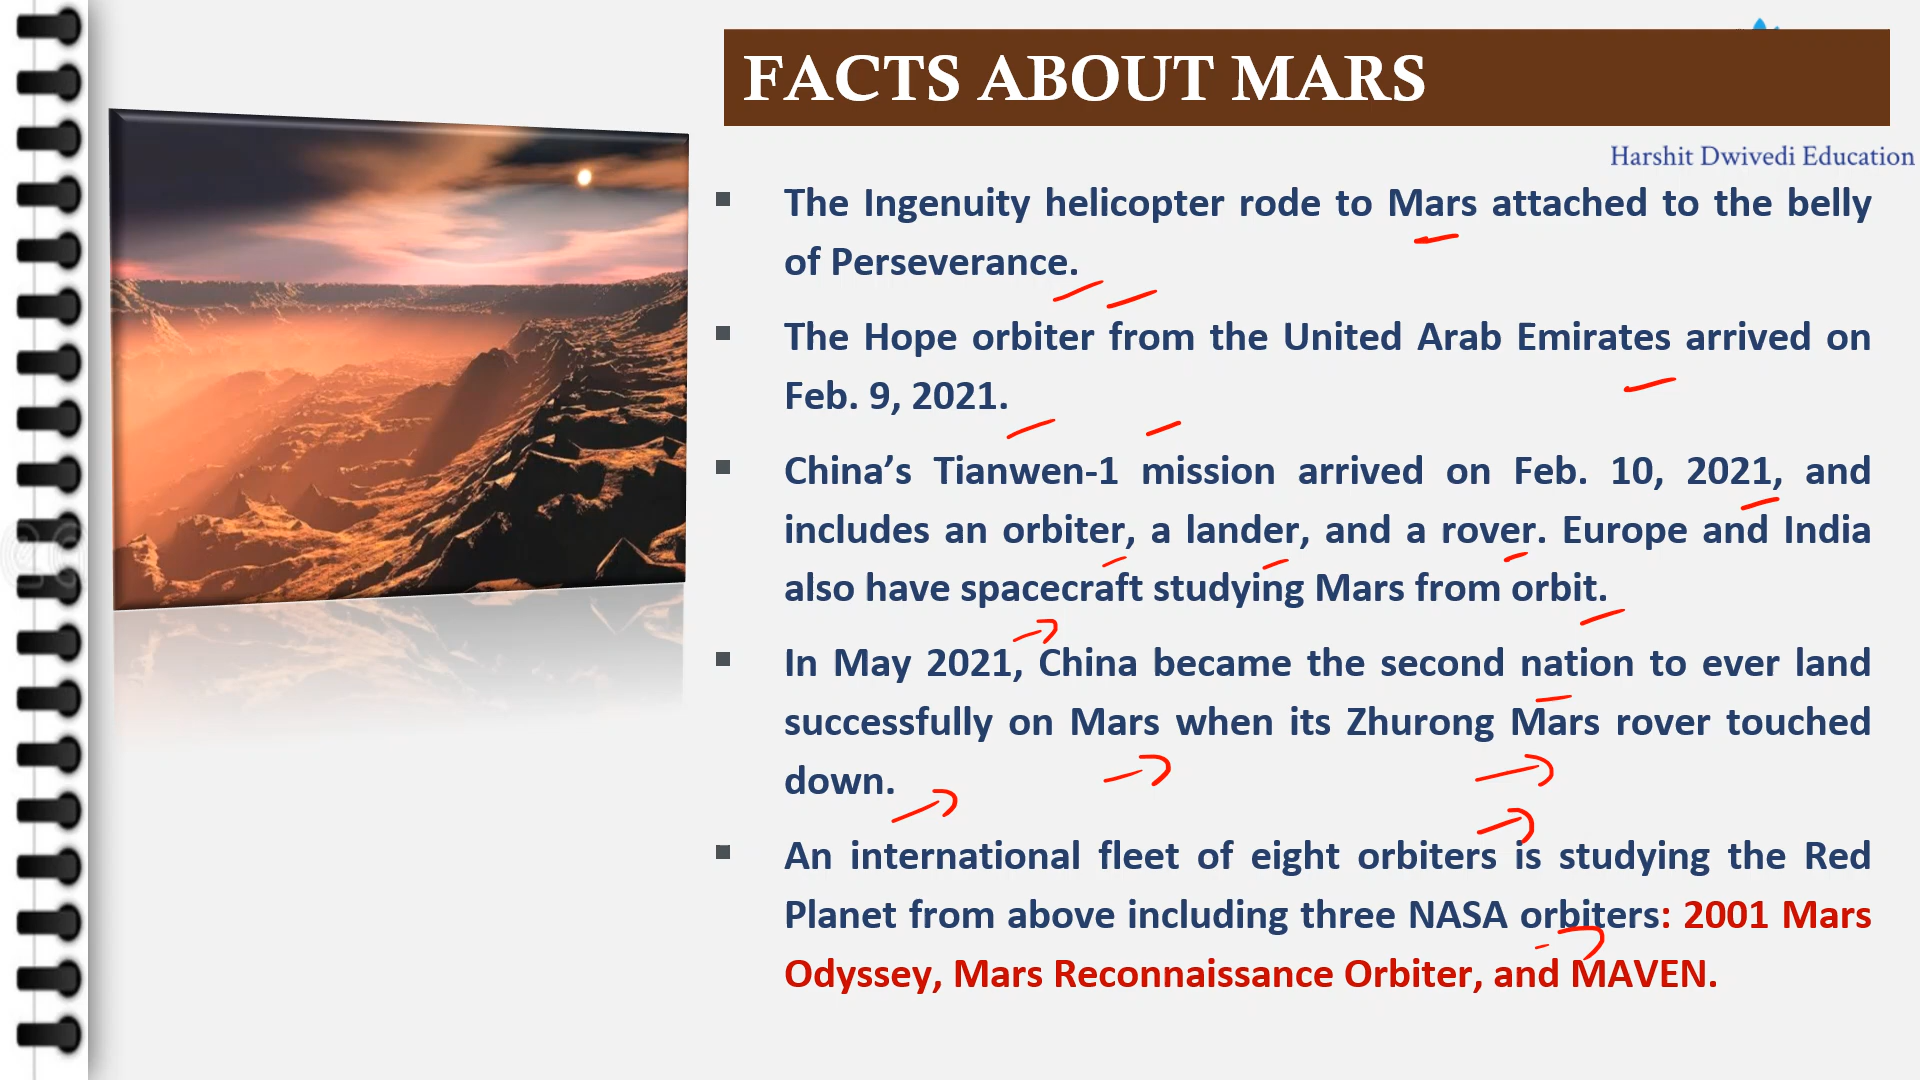 FACTS ABOUT MARS
Harshit Dwivedi Education
▪ The Ingenuity helicopter rode to Mars attached to the belly
of Perseverance.
▪ The Hope orbiter from the United Arab Emirates arrived on
Feb. 9, 2021.
▪ China’s Tianwen-1 mission arrived on Feb. 10, 2021, and
includes an orbiter, a lander, and a rover. Europe and India
also have spacecraft studying Mars from orbit.
▪ In May 2021, China became the second nation to ever land
successfully on Mars when its Zhurong Mars rover touched
down.
▪ An international fleet of eight orbiters is studying the Red
Planet from above including three NASA orbiters: 2001 Mars
Odyssey, Mars Reconnaissance Orbiter, and MAVEN.